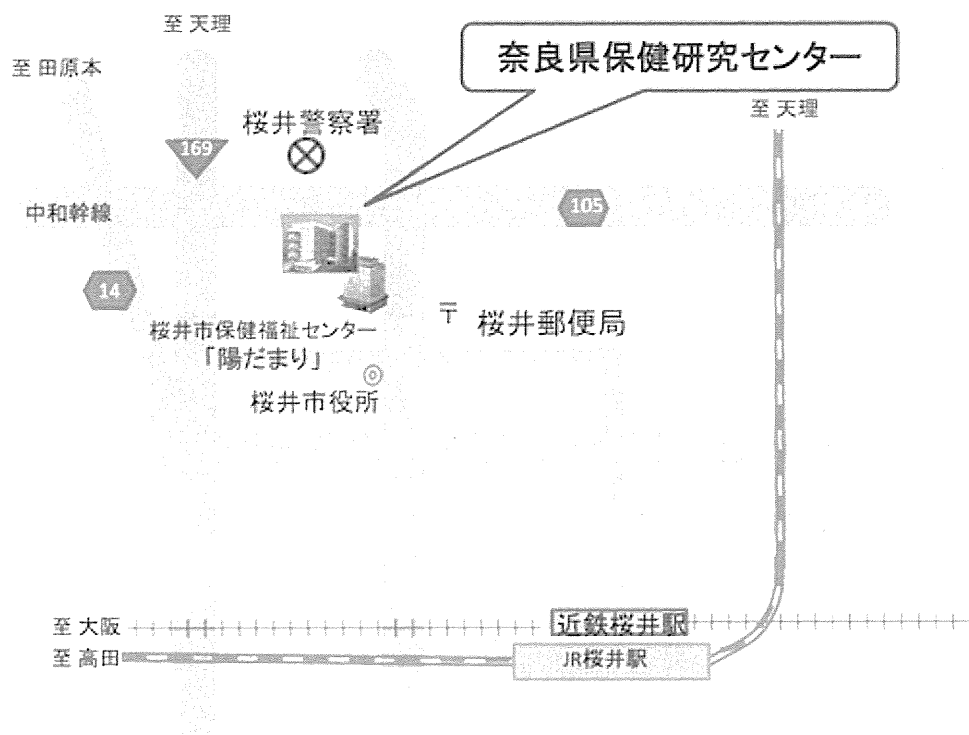 至 天理
至 田原本
奈良県保健研究センター
至 天理
桜井警察署
169
中和幹線
105
14
〒 桜井郵便局
桜井市保健福祉センター
「陽だまり」
桜井市役所
至 大阪
近鉄桜井駅
至 高田
JR桜井駅